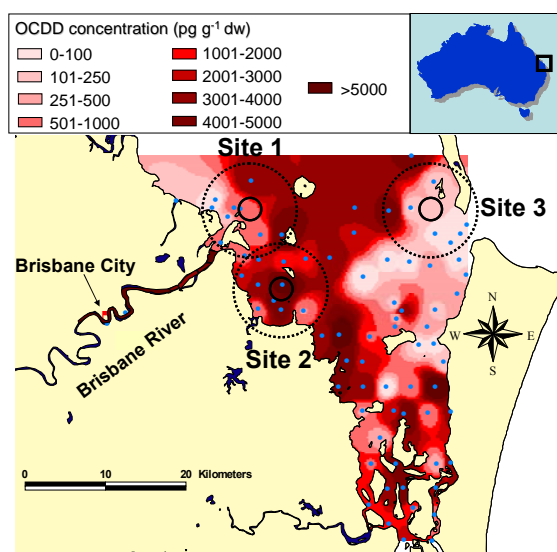 OCDD concentration (pg g⁻¹ dw)
0-100
101-250
251-500
501-1000
1001-2000
2001-3000
3001-4000
4001-5000
>5000
Site 1
Site 3
Brisbane City
Site 2
Brisbane River
N
W E
S
0 10 20 Kilometers